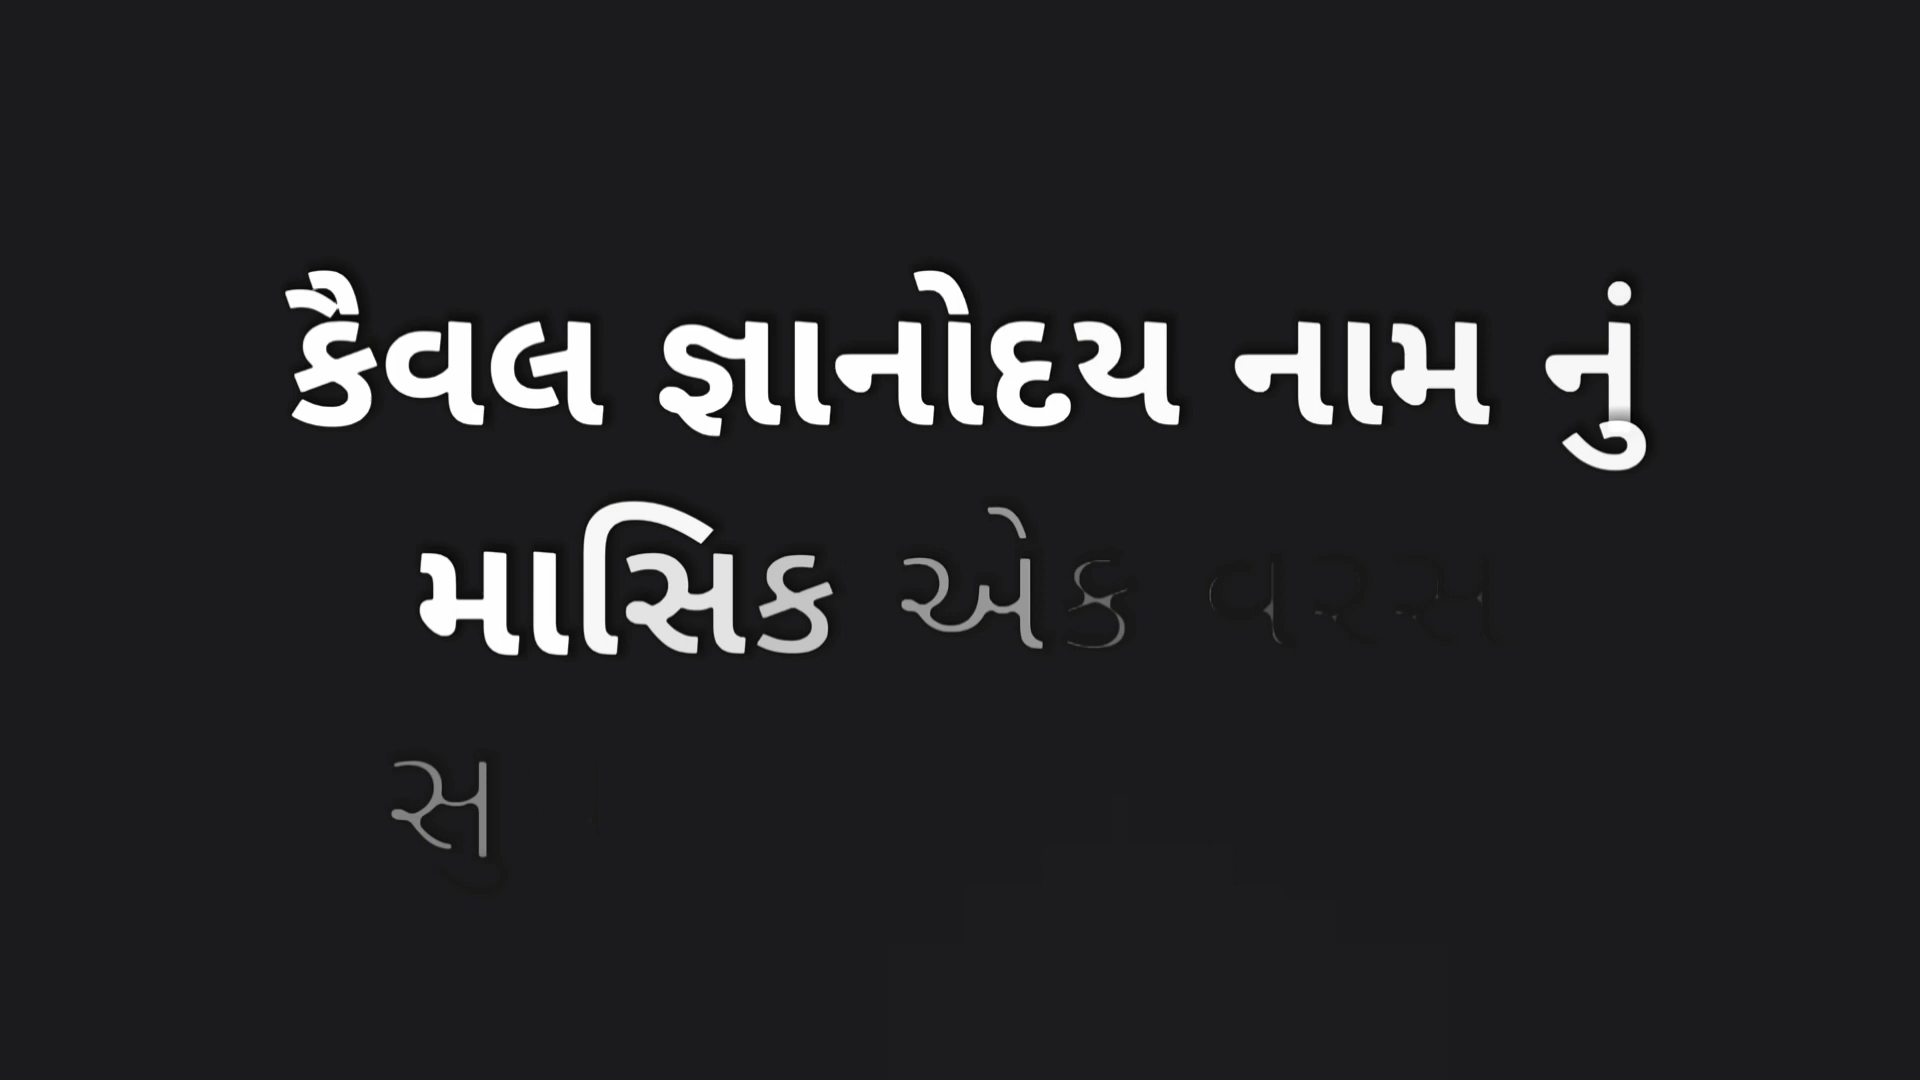 કૈવલ જ્ઞાનોદય નામ નું
માસિક એક વરસ
સુ